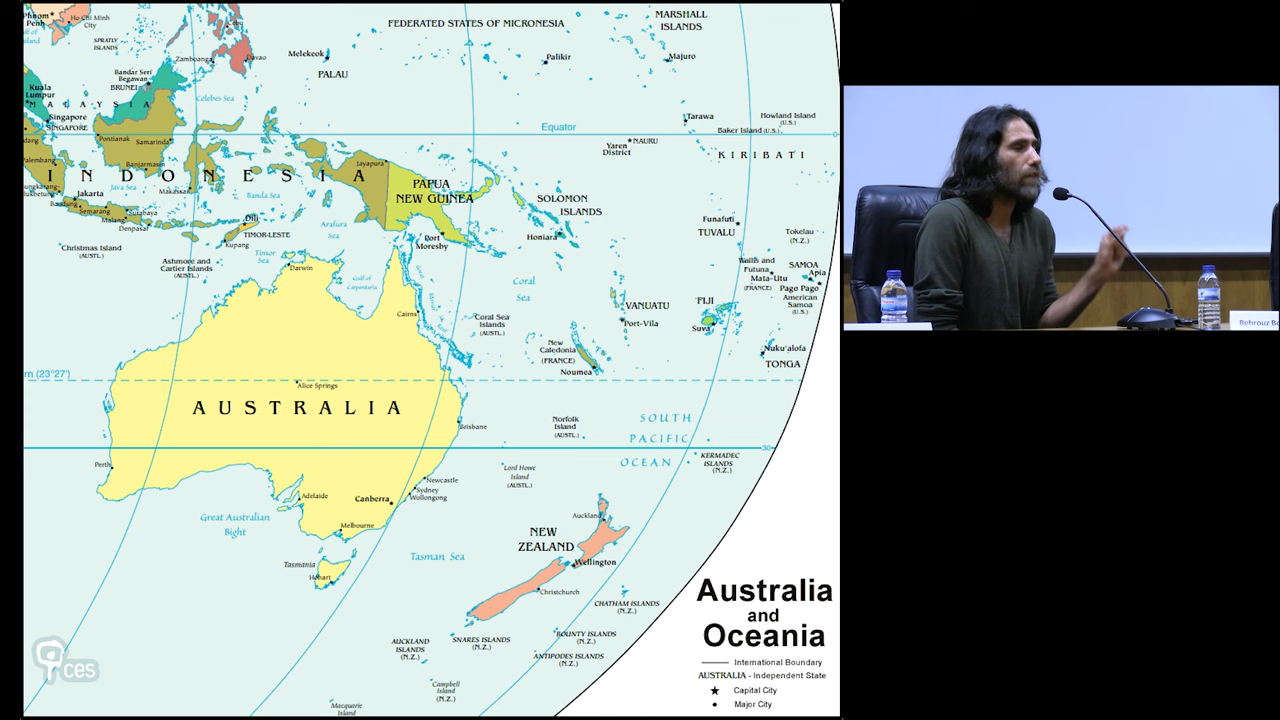 Phnom
Penh
Ho Chi Minh
City
Sea
SPRATLY
ISLANDS
FEDERATED STATES OF MICRONESIA
MARSHALL
ISLANDS
Melekeok
Zamboanga
Davao
Palikir
Majuro
PALAU
Bandar Seri
Begawan
BRUNEI
Kuala
Lumpur
MALAYSIA
Celebes Sea
Singapore
SINGAPORE
Tarawa
Howland Island
(U.S.)
Baker Island (U.S.)
Equator
0
Pontianak
Samarinda
NAURU
Yaren
District
KIRIBATI
Palembang
Banjarmasin
Jayapura
INDONESIA
PAPUA
NEW GUINEA
Makassar
Java Sea
Banda Sea
Jakarta
Bandung
Semarang
Surabaya
Malang
Denpasar
SOLOMON
ISLANDS
Dili
TIMOR-LESTE
Kupang
Arafura
Sea
Port
Moresby
Honiara
Funafuti
TUVALU
Tokelau
(N.Z.)
Christmas Island
(AUSTL.)
Ashmore and
Cartier Islands
(AUSTL.)
Timor
Sea
Darwin
Gulf of
Carpentaria
Coral
Sea
Wallis and
Futuna
Mata-Utu
(FRANCE)
SAMOA
Apia
Pago Pago
American
Samoa
(U.S.)
Cairns
Coral Sea
Islands
(AUSTL.)
VANUATU
Port-Vila
FIJI
Suva
New
Caledonia
(FRANCE)
Noumea
Nuku'alofa
TONGA
rn (23°27')
Alice Springs
AUSTRALIA
Brisbane
Norfolk
Island
(AUSTL.)
SOUTH
PACIFIC
OCEAN
30
KERMADEC
ISLANDS
(N.Z.)
Perth
Lord Howe
Island
(AUSTL.)
Adelaide
Canberra
Newcastle
Sydney
Wollongong
Great Australian
Bight
Melbourne
Auckland
NEW
ZEALAND
Tasman Sea
Wellington
Tasmania
Hobart
Christchurch
CHATHAM ISLANDS
(N.Z.)
AUCKLAND
ISLANDS
(N.Z.)
SNARES ISLANDS
(N.Z.)
BOUNTY ISLANDS
(N.Z.)
ANTIPODES ISLANDS
(N.Z.)
Campbell
Island
(N.Z.)
Macquarie
Island
Australia
and
Oceania
International Boundary
AUSTRALIA - Independent State
Capital City
Major City
ces
Behrouz Bo